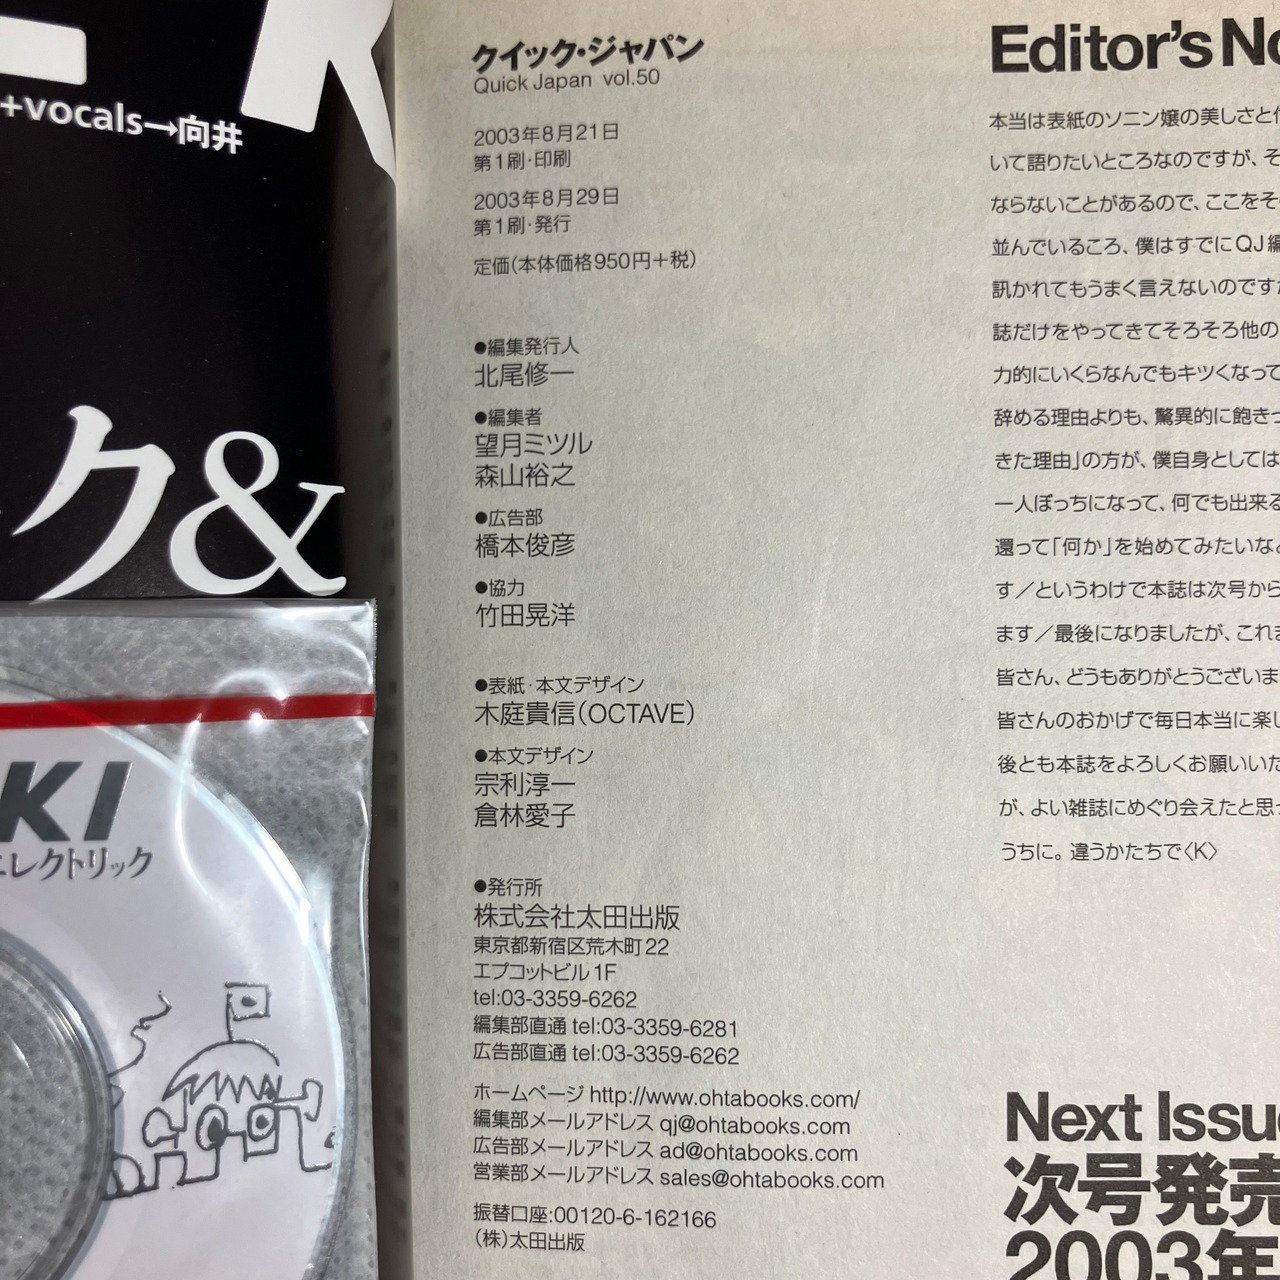 +vocals→向井
ク&
KI
エレクトリック
クイック・ジャパン
Quick Japan vol.50
2003年8月21日
第1刷・印刷
2003年8月29日
第1刷・発行
定価(本体価格950円+税)
●編集発行人
北尾修一
●編集者
望月ミツル
森山裕之
●広告部
橋本俊彦
●協力
竹田晃洋
●表紙・本文デザイン
木庭貴信(OCTAVE)
●本文デザイン
宗利淳一
倉林愛子
●発行所
株式会社太田出版
東京都新宿区荒木町22
エプコットビル1F
tel:03-3359-6262
編集部直通 tel:03-3359-6281
広告部直通 tel:03-3359-6262
ホームページ http://www.ohtabooks.com/
編集部メールアドレス qj@ohtabooks.com
広告部メールアドレス ad@ohtabooks.com
営業部メールアドレス sales@ohtabooks.com
振替口座:00120-6-162166
(株)太田出版
Editor's No
本当は表紙のソニン嬢の美しさと
いて語りたいところなのですが、そ
ならないことがあるので、ここをそ
並んでいるころ、僕はすでにQJ編
訊かれてもうまく言えないのですが
誌だけをやってきてそろそろ他の
力的にいくらなんでもキツくなって
辞める理由よりも、驚異的に飽きっ
きた理由」の方が、僕自身としては
一人ぼっちになって、何でも出来る
還って「何か」を始めてみたいなと
す/というわけで本誌は次号から
ます/最後になりましたが、これま
皆さん、どうもありがとうございま
皆さんのおかげで毎日本当に楽し
後とも本誌をよろしくお願いいた
が、よい雑誌にめぐり会えたと思っ
うちに。違うかたちで〈K〉
Next Issue
次号発売
2003年